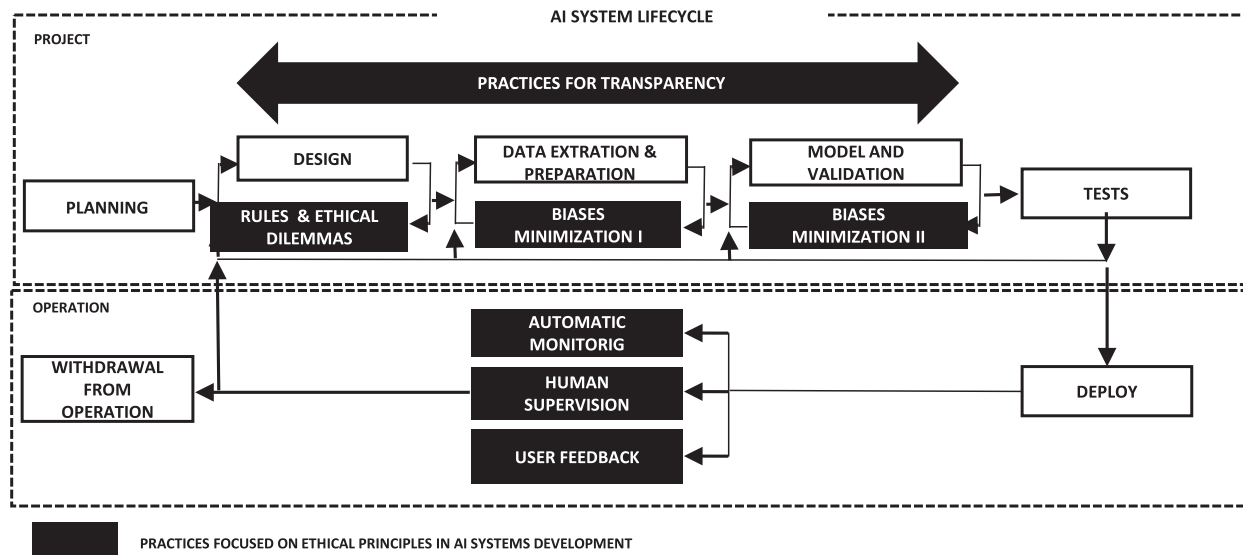 AI SYSTEM LIFECYCLE
PROJECT
PRACTICES FOR TRANSPARENCY
DESIGN
DATA EXTRATION &
PREPARATION
MODEL AND
VALIDATION
PLANNING
TESTS
RULES & ETHICAL
DILEMMAS
BIASES
MINIMIZATION I
BIASES
MINIMIZATION II
OPERATION
AUTOMATIC
MONITORIG
WITHDRAWAL
FROM
OPERATION
HUMAN
SUPERVISION
DEPLOY
USER FEEDBACK
PRACTICES FOCUSED ON ETHICAL PRINCIPLES IN AI SYSTEMS DEVELOPMENT